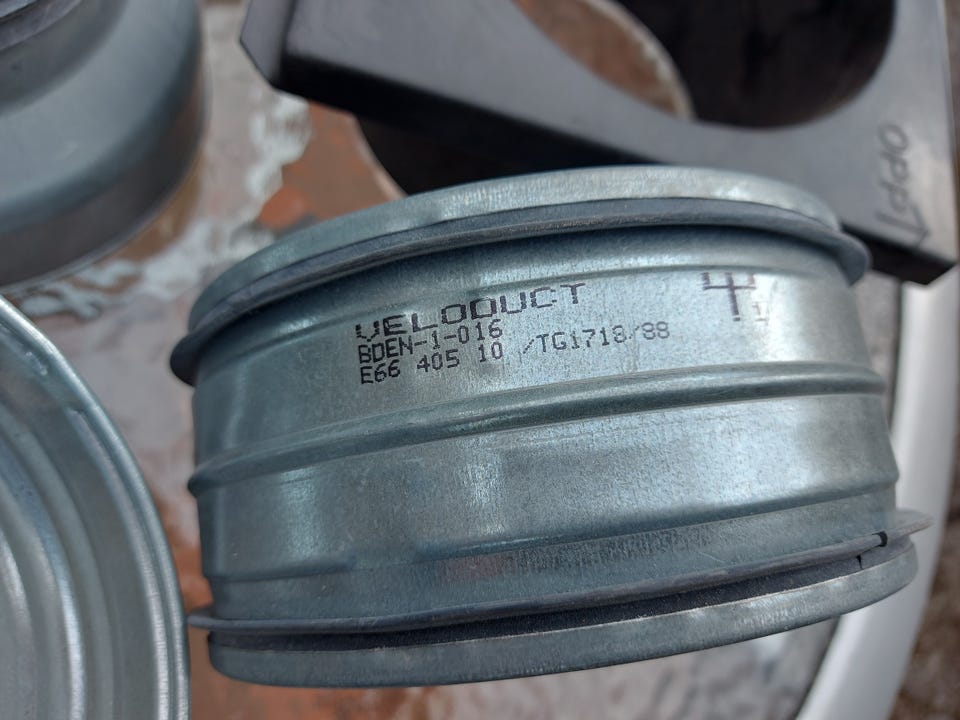 VELODUCT
BDEN-1-016
E66 405 10 /TG1718/88